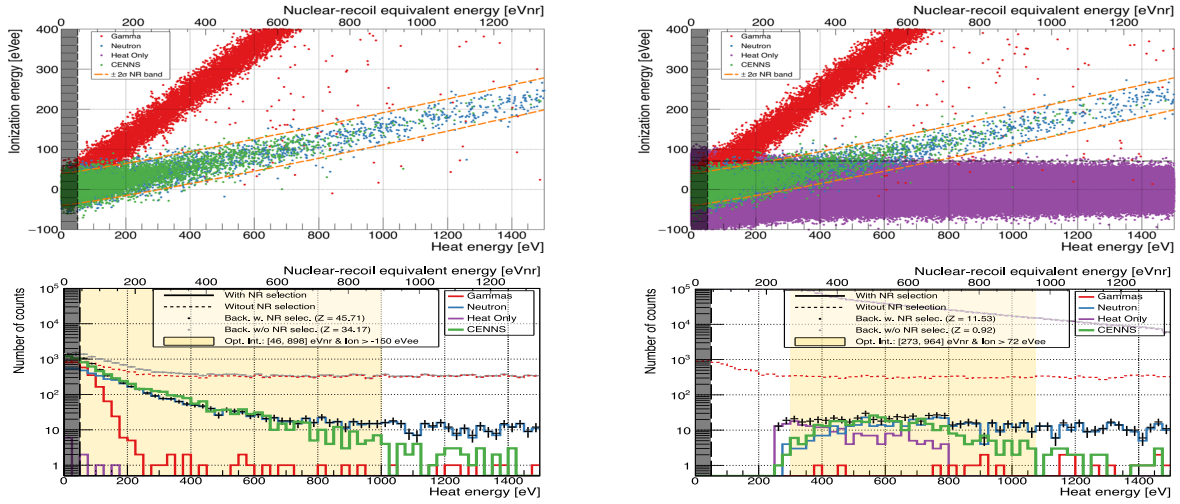 Nuclear-recoil equivalent energy [eVnr]
0 200 400 600 800 1000 1200
Ionization energy [eVee]
400
300
200
100
0
−100
Gamma
Neutron
Heat Only
CENNS
± 2σ NR band
0 200 400 600 800 1000 1200 1400
Heat energy [eV]
Nuclear-recoil equivalent energy [eVnr]
0 200 400 600 800 1000 1200
Ionization energy [eVee]
400
300
200
100
0
−100
Gamma
Neutron
Heat Only
CENNS
± 2σ NR band
0 200 400 600 800 1000 1200 1400
Heat energy [eV]
Nuclear-recoil equivalent energy [eVnr]
0 200 400 600 800 1000 1200
Number of counts
10⁵
10⁴
10³
10²
10
1
With NR selection
Witout NR selection
Back. w. NR selec. (Z = 45.71)
Back. w/o NR selec. (Z = 34.17)
Opt. Int.: [46, 898] eVnr & Ion > -150 eVee
Gammas
Neutron
Heat Only
CENNS
0 200 400 600 800 1000 1200 1400
Heat energy [eV]
Nuclear-recoil equivalent energy [eVnr]
0 200 400 600 800 1000 1200
Number of counts
10⁵
10⁴
10³
10²
10
1
With NR selection
Witout NR selection
Back. w. NR selec. (Z = 11.53)
Back. w/o NR selec. (Z = 0.92)
Opt. Int.: [273, 964] eVnr & Ion > 72 eVee
Gammas
Neutron
Heat Only
CENNS
0 200 400 600 800 1000 1200 1400
Heat energy [eV]